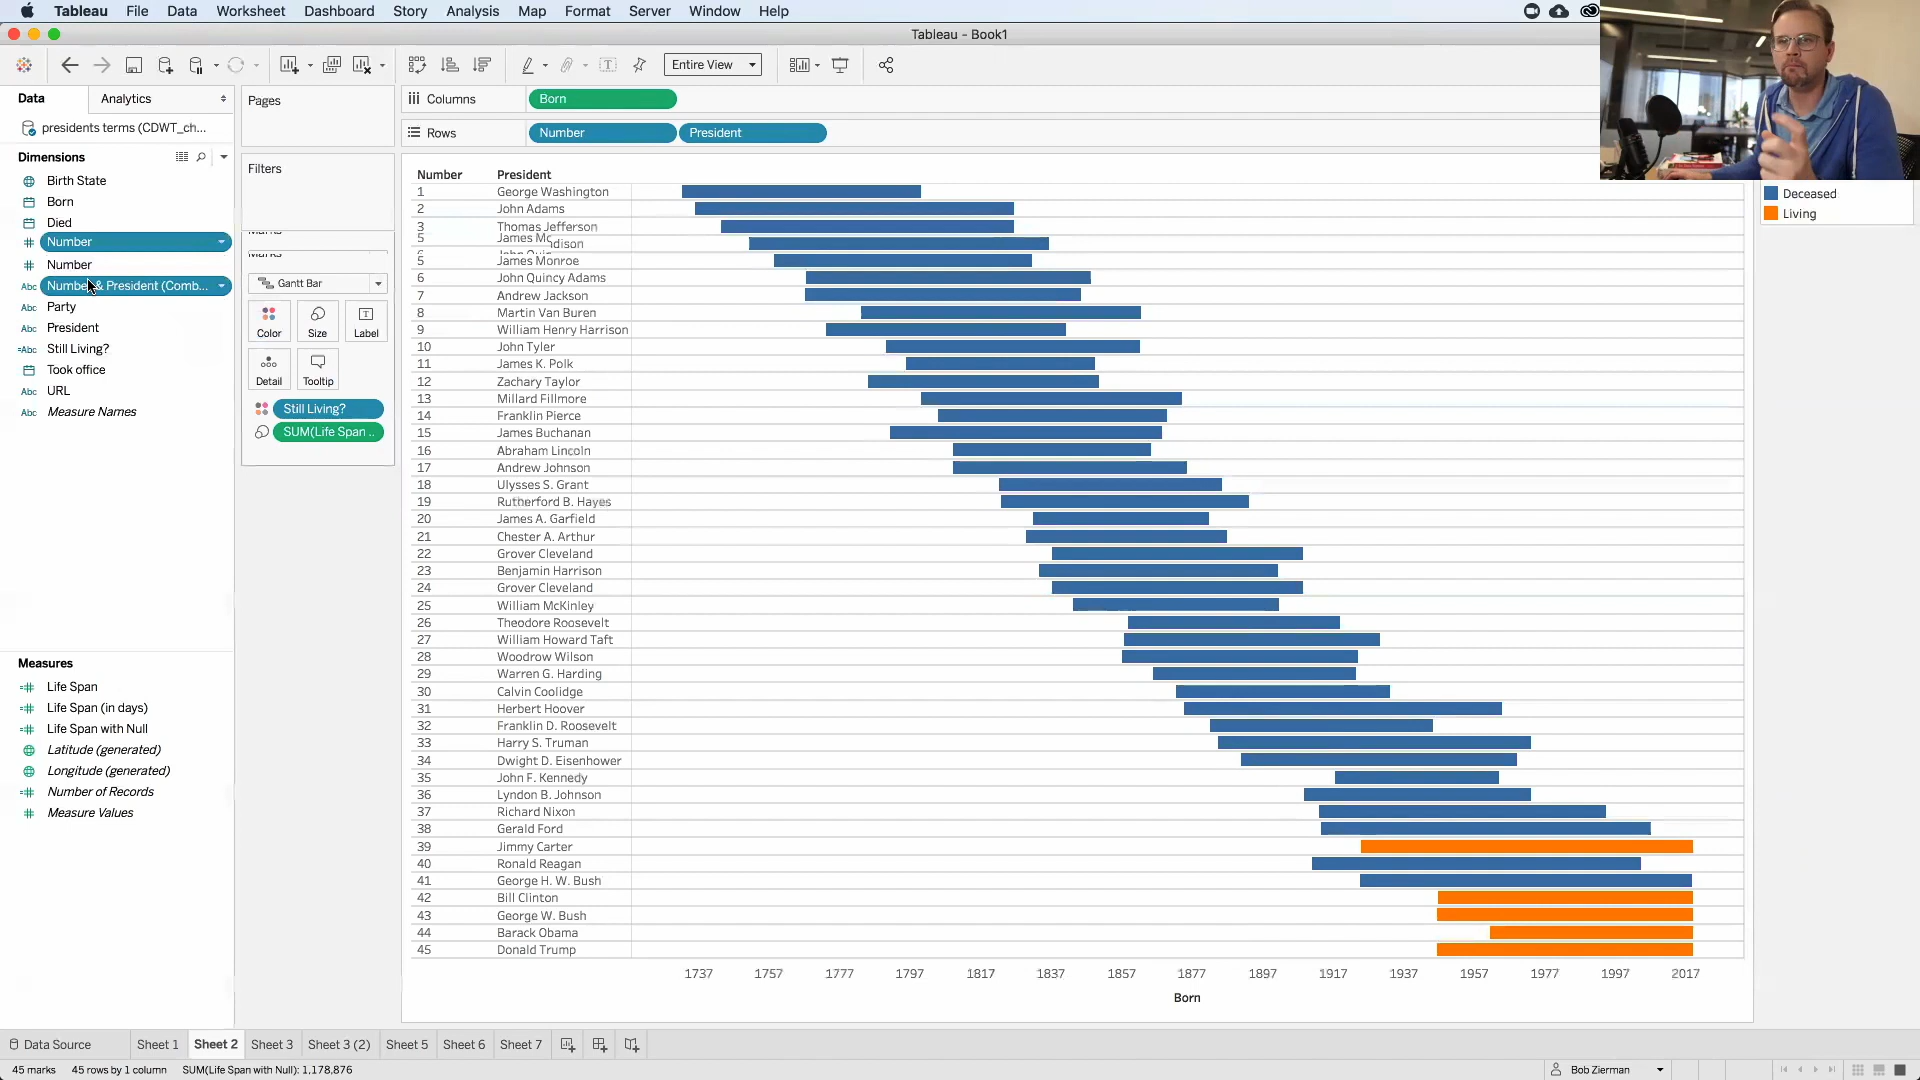 Tableau File Data Worksheet Dashboard Story Analysis Map Format Server Window Help
Tableau - Book1
Entire View
Data Analytics
presidents terms (CDWT_ch...
Dimensions
Birth State
Born
Died
Number
Number
Number & President (Comb...
Party
President
Still Living?
Took office
URL
Measure Names
Measures
Life Span
Life Span (in days)
Life Span with Null
Latitude (generated)
Longitude (generated)
Number of Records
Measure Values
Pages
Filters
Marks
Gantt Bar
Color Size Label
Detail Tooltip
Still Living?
SUM(Life Span ..
Columns Born
Rows Number President
Number President
1 George Washington
2 John Adams
3 Thomas Jefferson
5 James Mcdison
5 James Monroe
6 John Quincy Adams
7 Andrew Jackson
8 Martin Van Buren
9 William Henry Harrison
10 John Tyler
11 James K. Polk
12 Zachary Taylor
13 Millard Fillmore
14 Franklin Pierce
15 James Buchanan
16 Abraham Lincoln
17 Andrew Johnson
18 Ulysses S. Grant
19 Rutherford B. Hayes
20 James A. Garfield
21 Chester A. Arthur
22 Grover Cleveland
23 Benjamin Harrison
24 Grover Cleveland
25 William McKinley
26 Theodore Roosevelt
27 William Howard Taft
28 Woodrow Wilson
29 Warren G. Harding
30 Calvin Coolidge
31 Herbert Hoover
32 Franklin D. Roosevelt
33 Harry S. Truman
34 Dwight D. Eisenhower
35 John F. Kennedy
36 Lyndon B. Johnson
37 Richard Nixon
38 Gerald Ford
39 Jimmy Carter
40 Ronald Reagan
41 George H. W. Bush
42 Bill Clinton
43 George W. Bush
44 Barack Obama
45 Donald Trump
1737 1757 1777 1797 1817 1837 1857 1877 1897 1917 1937 1957 1977 1997 2017
Born
Deceased
Living
Data Source Sheet 1 Sheet 2 Sheet 3 Sheet 3 (2) Sheet 5 Sheet 6 Sheet 7
45 marks 45 rows by 1 column SUM(Life Span with Null): 1,178,876 Bob Zierman